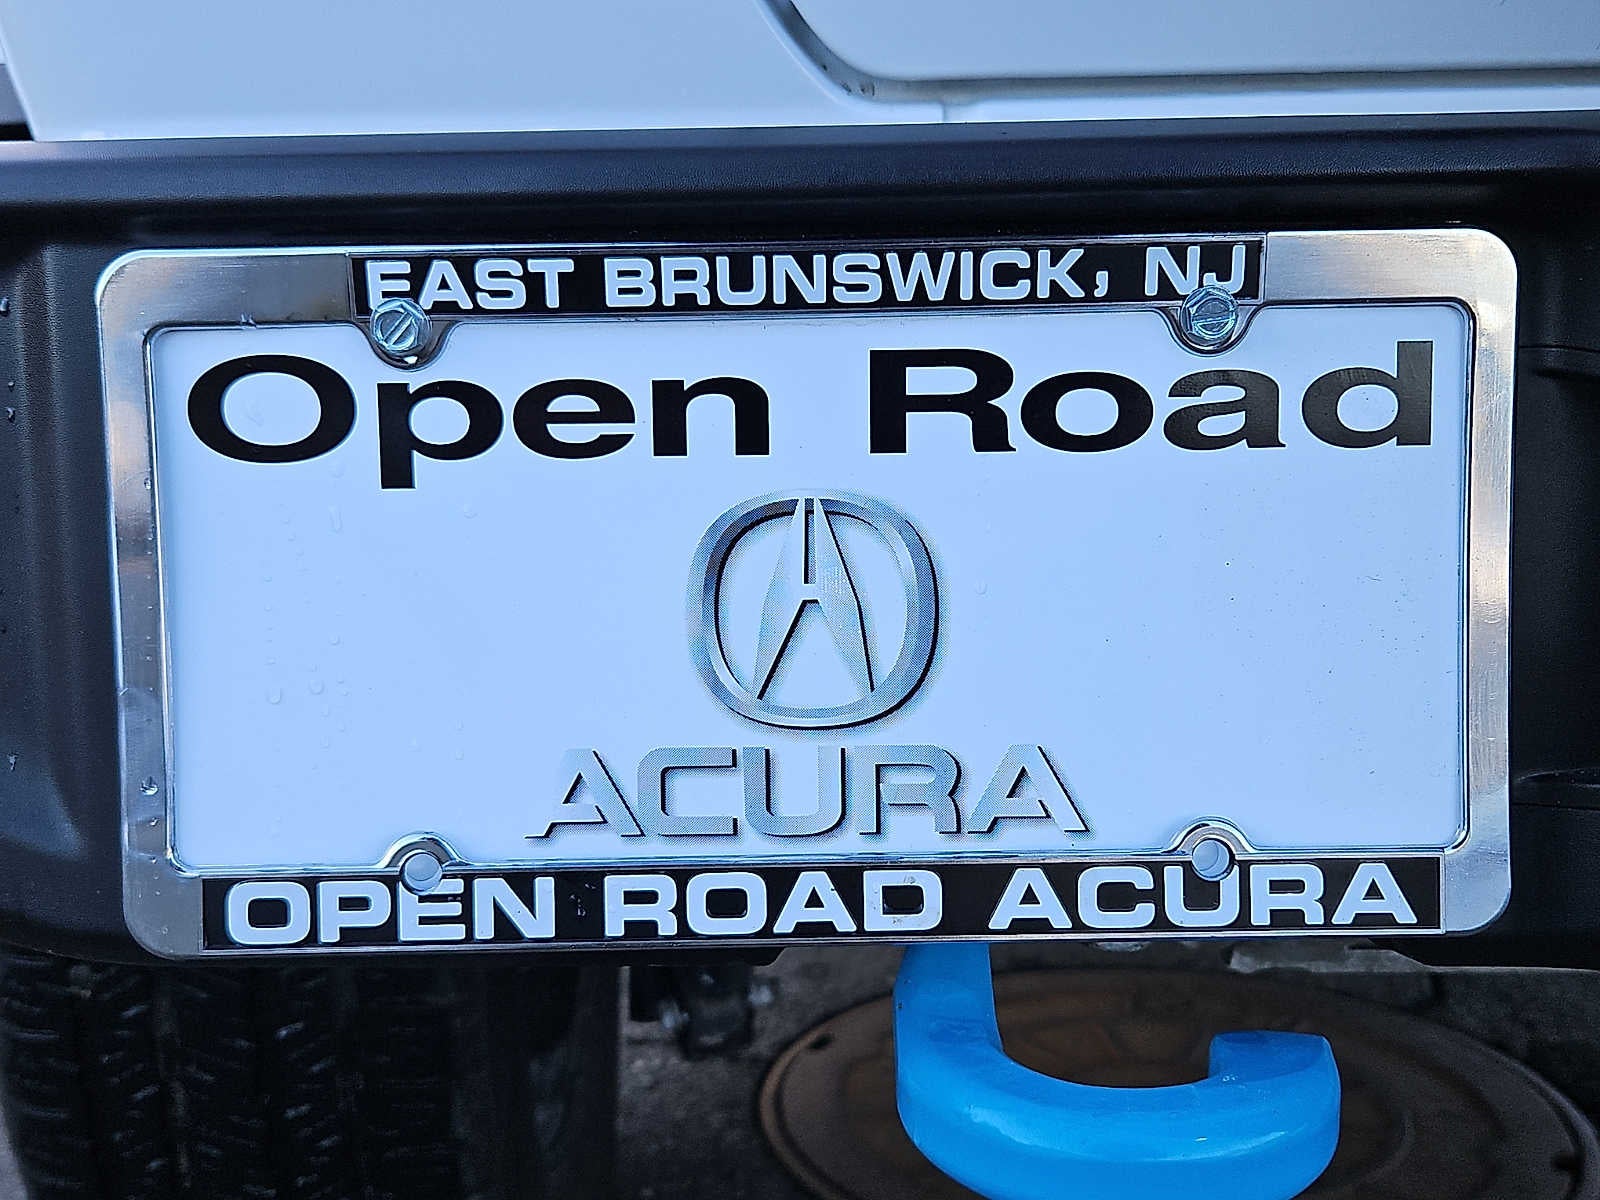 EAST BRUNSWICK, NJ
Open Road
ACURA
OPEN ROAD ACURA